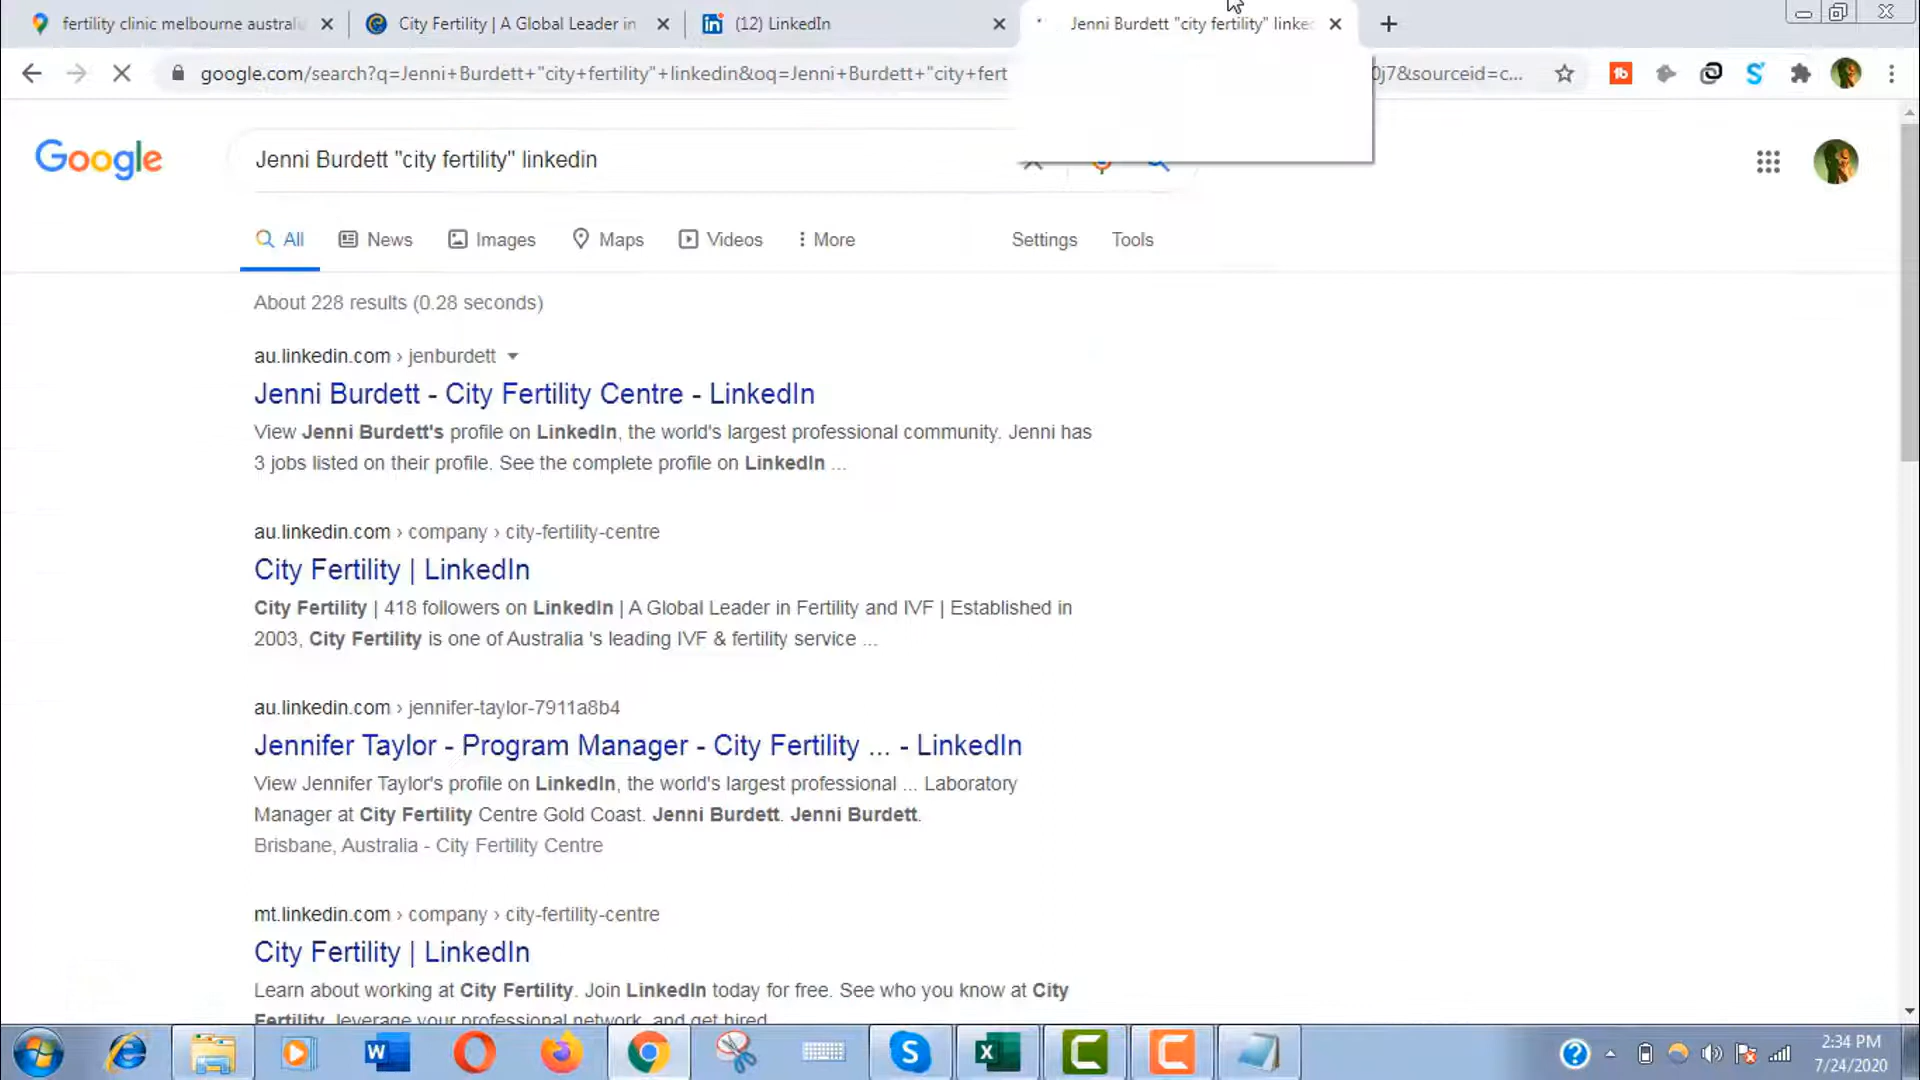 fertility clinic melbourne austral
City Fertility | A Global Leader in
(12) LinkedIn
Jenni Burdett "city fertility" linke
google.com/search?q=Jenni+Burdett+"city+fertility"+linkedin&oq=Jenni+Burdett+"city+fert
0j7&sourceid=c...
Google
Jenni Burdett "city fertility" linkedin
All
News
Images
Maps
Videos
More
Settings
Tools
About 228 results (0.28 seconds)
au.linkedin.com › jenburdett
Jenni Burdett - City Fertility Centre - LinkedIn
View Jenni Burdett's profile on LinkedIn, the world's largest professional community. Jenni has
3 jobs listed on their profile. See the complete profile on LinkedIn ...
au.linkedin.com › company › city-fertility-centre
City Fertility | LinkedIn
City Fertility | 418 followers on LinkedIn | A Global Leader in Fertility and IVF | Established in
2003, City Fertility is one of Australia 's leading IVF & fertility service ...
au.linkedin.com › jennifer-taylor-7911a8b4
Jennifer Taylor - Program Manager - City Fertility ... - LinkedIn
View Jennifer Taylor's profile on LinkedIn, the world's largest professional ... Laboratory
Manager at City Fertility Centre Gold Coast. Jenni Burdett. Jenni Burdett.
Brisbane, Australia - City Fertility Centre
mt.linkedin.com › company › city-fertility-centre
City Fertility | LinkedIn
Learn about working at City Fertility. Join LinkedIn today for free. See who you know at City
Fertility, leverage your professional network, and get hired.
2:34 PM
7/24/2020